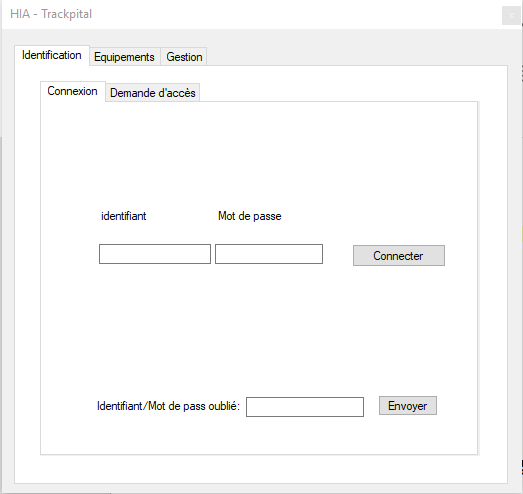 HIA - Trackpital
x
Identification Equipements Gestion
Connexion Demande d'accès
identifiant Mot de passe
Connecter
Identifiant/Mot de pass oublié: Envoyer